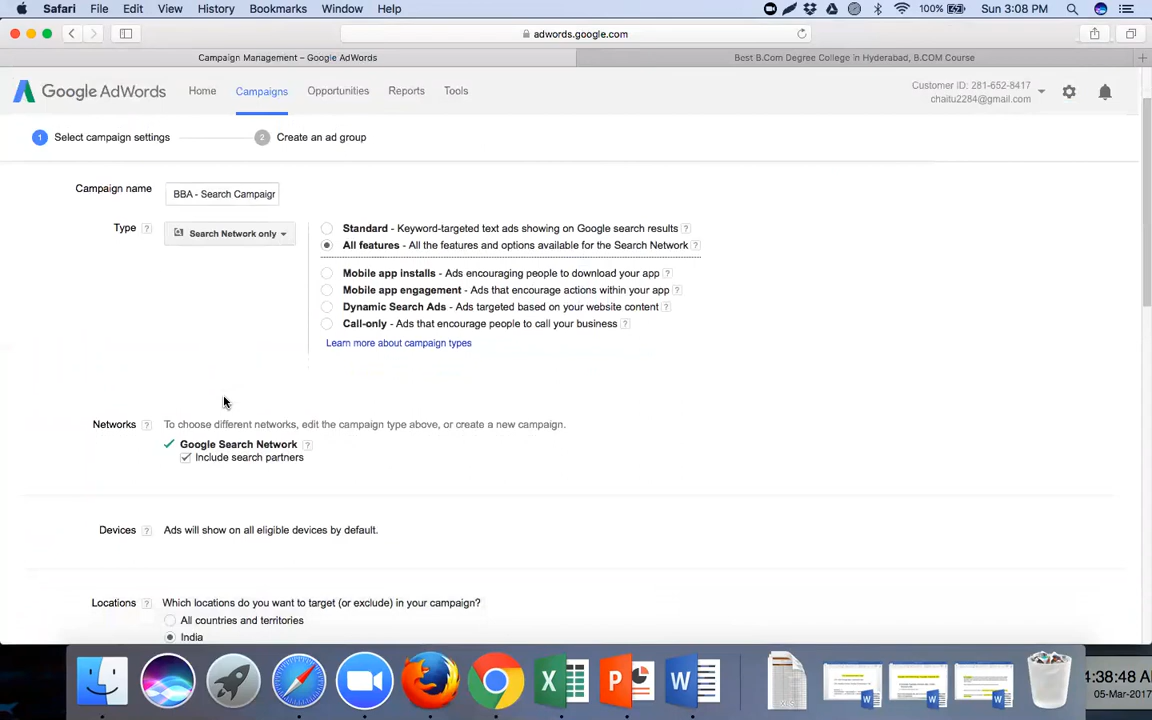 Safari File Edit View History Bookmarks Window Help 100% Sun 3:08 PM
adwords.google.com
Campaign Management – Google AdWords Best B.Com Degree College in Hyderabad, B.COM Course
Google AdWords Home Campaigns Opportunities Reports Tools Customer ID: 281-652-8417
chaitu2284@gmail.com
1 Select campaign settings 2 Create an ad group
Campaign name BBA - Search Campaign
Type ? Search Network only
Standard - Keyword-targeted text ads showing on Google search results ?
All features - All the features and options available for the Search Network ?
Mobile app installs - Ads encouraging people to download your app ?
Mobile app engagement - Ads that encourage actions within your app ?
Dynamic Search Ads - Ads targeted based on your website content ?
Call-only - Ads that encourage people to call your business ?
Learn more about campaign types
Networks ? To choose different networks, edit the campaign type above, or create a new campaign.
Google Search Network ?
Include search partners
Devices ? Ads will show on all eligible devices by default.
Locations ? Which locations do you want to target (or exclude) in your campaign?
All countries and territories
India
X P W W W W
4:38:48
05-Mar-2017